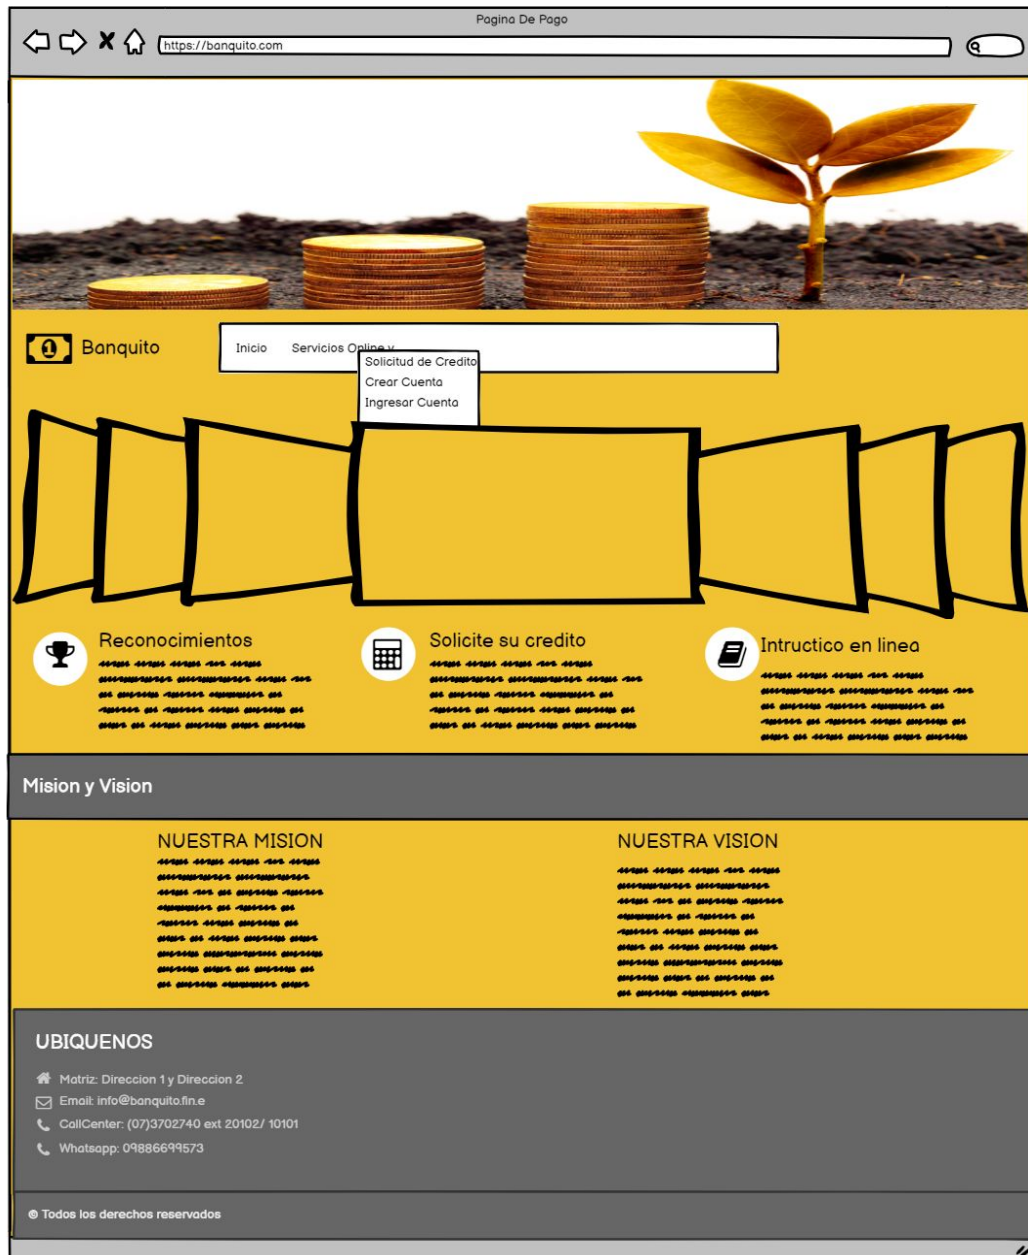 Pagina De Pago
https://banquito.com
Banquito
Inicio Servicios Online v
Solicitud de Credito
Crear Cuenta
Ingresar Cuenta
Reconocimientos
Solicite su credito
Intructico en linea
Mision y Vision
NUESTRA MISION
NUESTRA VISION
UBIQUENOS
Matriz: Direccion 1 y Direccion 2
Email: info@banquito.fin.e
CallCenter: (07)3702740 ext 20102/ 10101
Whatsapp: 09886699573
© Todos los derechos reservados